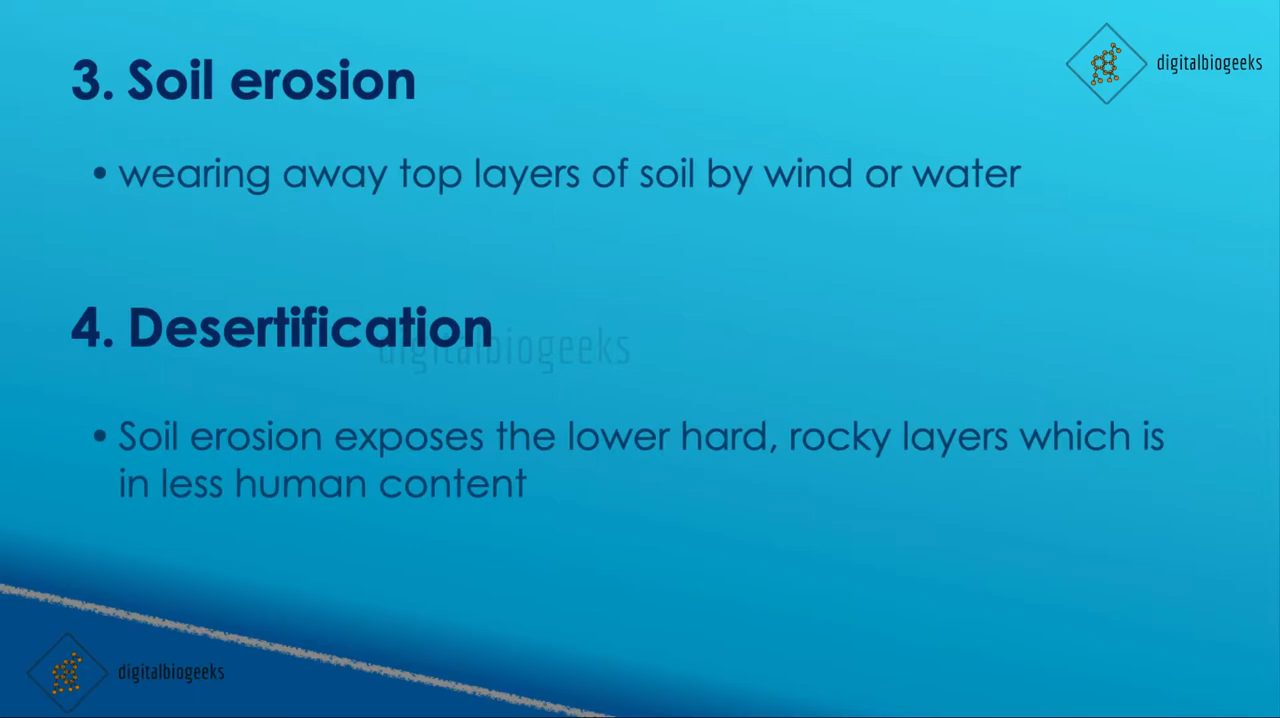 digitalbiogeeks
3. Soil erosion
• wearing away top layers of soil by wind or water
4. Desertification
digitalbiogeeks
• Soil erosion exposes the lower hard, rocky layers which is
in less human content
digitalbiogeeks